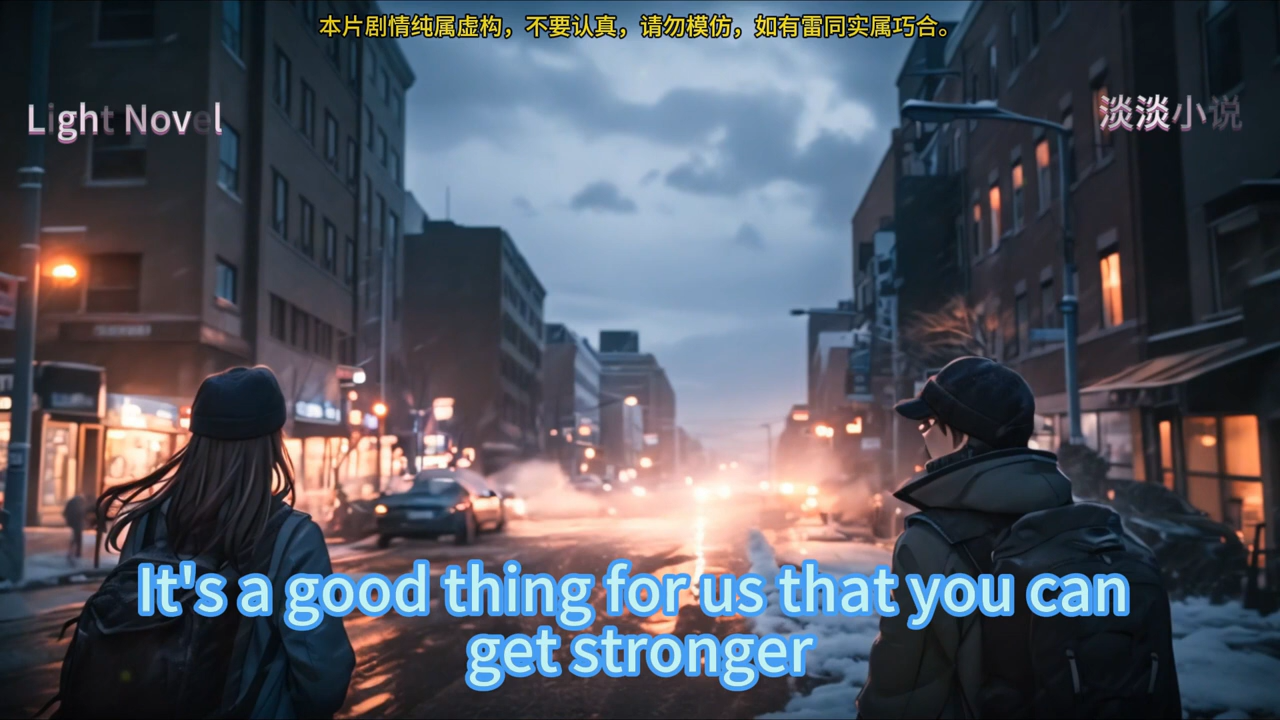 本片剧情纯属虚构，不要认真，请勿模仿，如有雷同实属巧合。
Light Novel
淡淡小说
It's a good thing for us that you can
get stronger